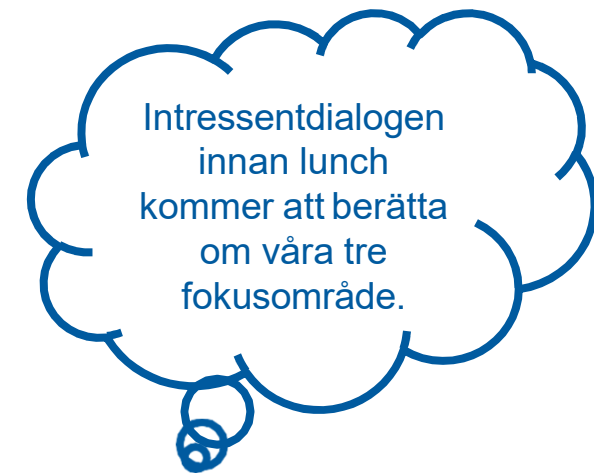 Intressentdialogen
innan lunch
kommer att berätta
om våra tre
fokusområde.